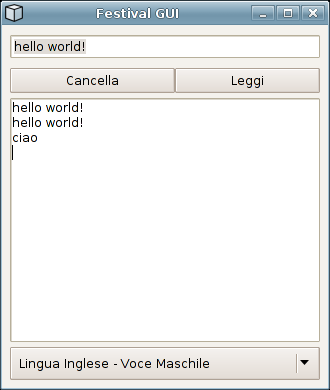 Festival GUI
hello world!
Cancella Leggi
hello world!
hello world!
ciao
Lingua Inglese - Voce Maschile